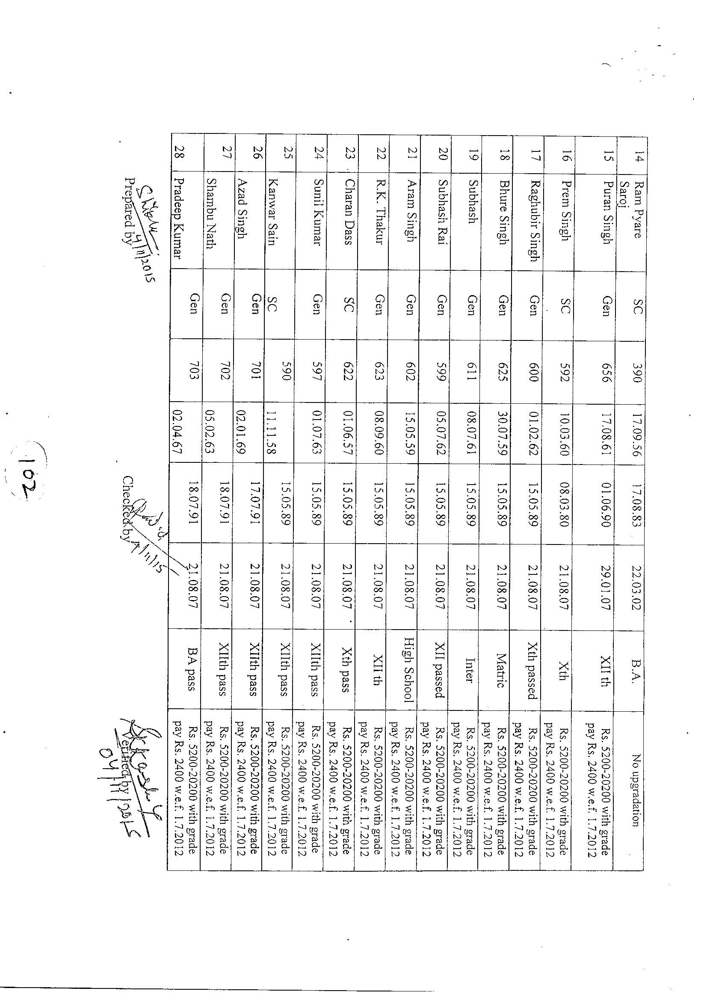 14 Ram Pyare Saroj SC 390 17.09.56 17.08.83 22.03.02 B.A. No upgradation
15 Puran Singh Gen 656 17.08.61 01.06.90 29.01.07 XII th Rs. 5200-20200 with grade pay Rs. 2400 w.e.f. 1.7.2012
16 Prem Singh SC 592 10.03.60 08.03.80 21.08.07 Xth Rs. 5200-20200 with grade pay Rs. 2400 w.e.f. 1.7.2012
17 Raghubir Singh Gen 600 01.02.62 15.05.89 21.08.07 Xth passed Rs. 5200-20200 with grade pay Rs. 2400 w.e.f. 1.7.2012
18 Bhure Singh Gen 625 30.07.59 15.05.89 21.08.07 Matric Rs. 5200-20200 with grade pay Rs. 2400 w.e.f. 1.7.2012
19 Subhash Gen 611 08.07.61 15.05.89 21.08.07 Inter Rs. 5200-20200 with grade pay Rs. 2400 w.e.f. 1.7.2012
20 Subhash Rai Gen 599 05.07.62 15.05.89 21.08.07 XII passed Rs. 5200-20200 with grade pay Rs. 2400 w.e.f. 1.7.2012
21 Aram Singh Gen 602 15.05.59 15.05.89 21.08.07 High School Rs. 5200-20200 with grade pay Rs. 2400 w.e.f. 1.7.2012
22 R.K. Thakur Gen 623 08.09.60 15.05.89 21.08.07 XII th Rs. 5200-20200 with grade pay Rs. 2400 w.e.f. 1.7.2012
23 Charan Dass SC 622 01.06.57 15.05.89 21.08.07 Xth pass Rs. 5200-20200 with grade pay Rs. 2400 w.e.f. 1.7.2012
24 Sunil Kumar Gen 597 01.07.63 15.05.89 21.08.07 XIIth pass Rs. 5200-20200 with grade pay Rs. 2400 w.e.f. 1.7.2012
25 Kanwar Sain SC 590 11.11.58 15.05.89 21.08.07 XIIth pass Rs. 5200-20200 with grade pay Rs. 2400 w.e.f. 1.7.2012
26 Azad Singh Gen 701 02.01.69 17.07.91 21.08.07 XIIth pass Rs. 5200-20200 with grade pay Rs. 2400 w.e.f. 1.7.2012
27 Shambu Nath Gen 702 05.02.63 18.07.91 21.08.07 XIIth pass Rs. 5200-20200 with grade pay Rs. 2400 w.e.f. 1.7.2012
28 Pradeep Kumar Gen 703 02.04.67 18.07.91 21.08.07 BA pass Rs. 5200-20200 with grade pay Rs. 2400 w.e.f. 1.7.2012
4/11/2015
Prepared by Checked by Verified by
04/11/2015
102